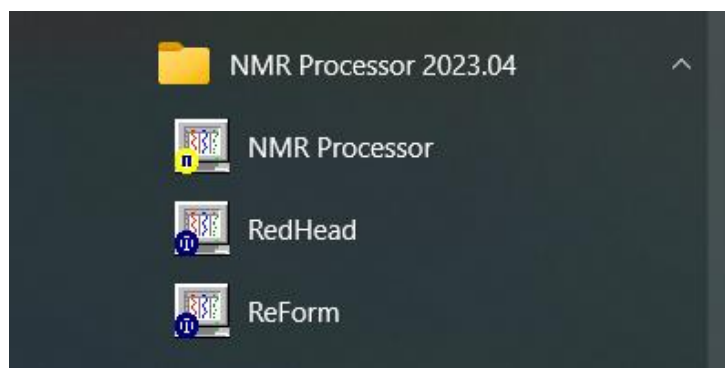 NMR Processor 2023.04
NMR Processor
RedHead
ReForm